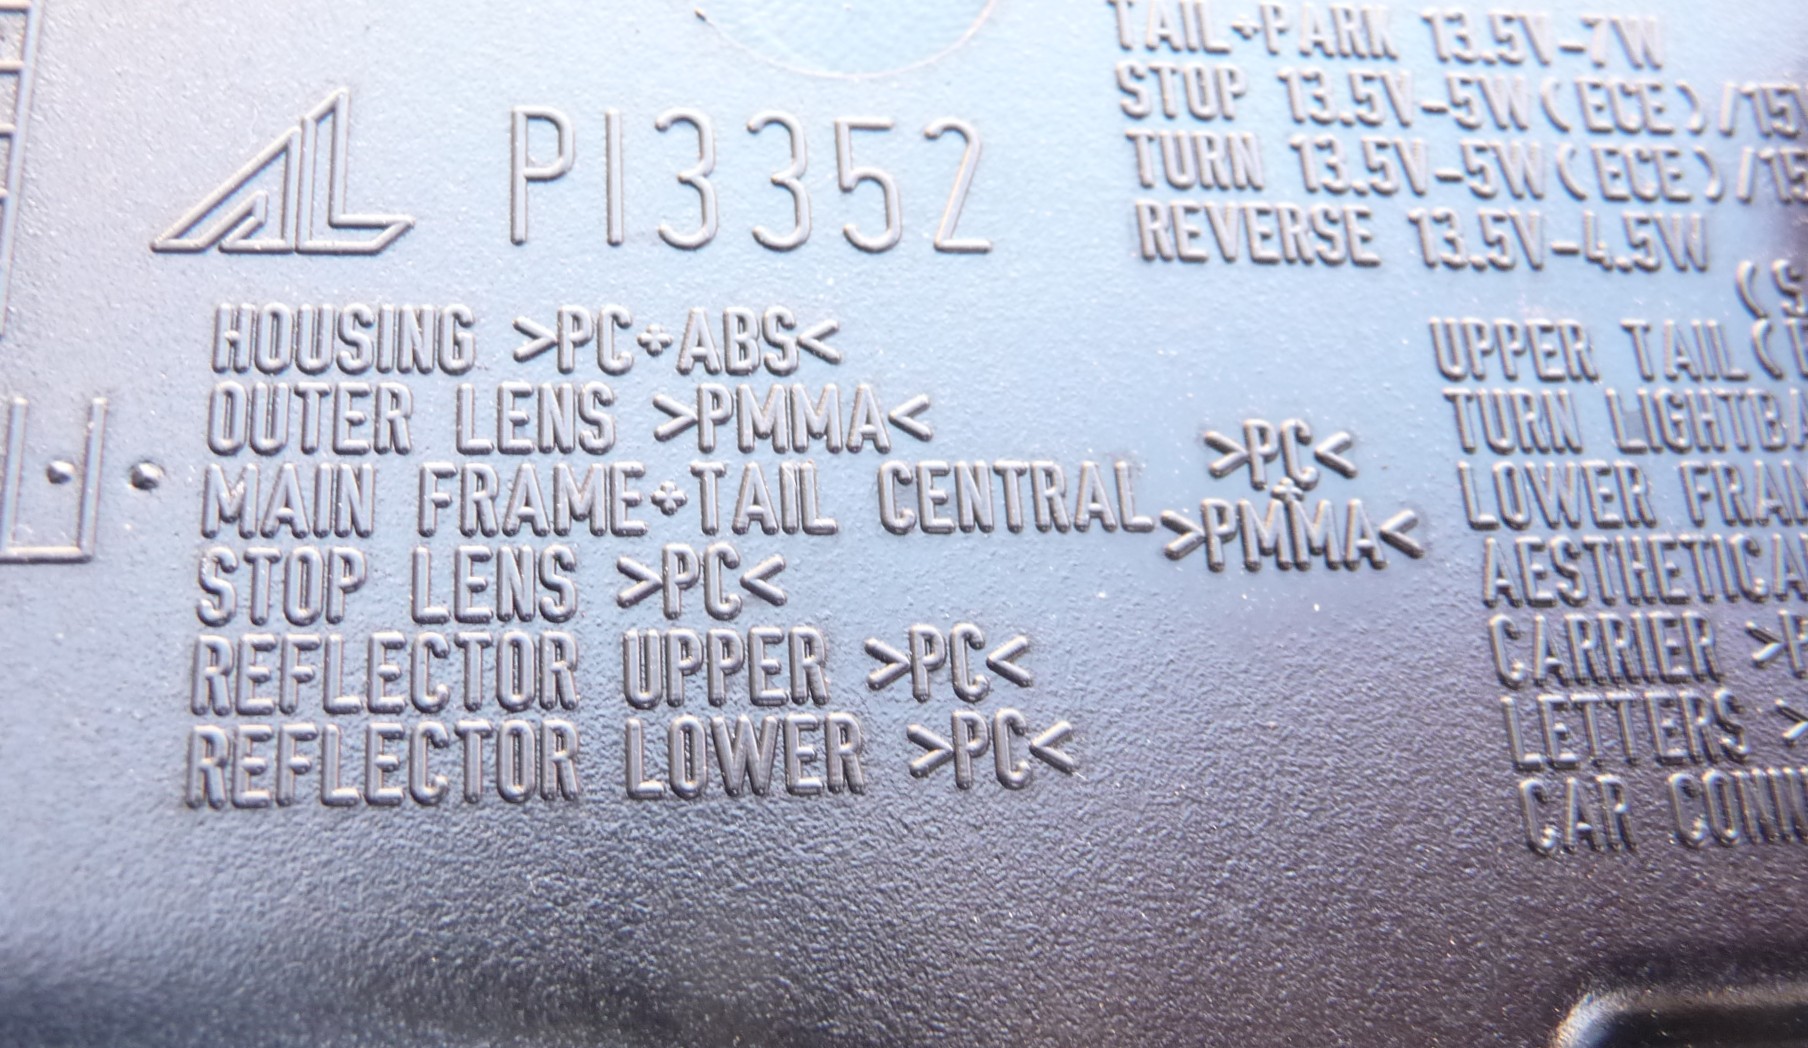 AL PI3352
HOUSING >PC+ABS<
OUTER LENS >PMMA<
MAIN FRAME+TAIL CENTRAL >PC< + >PMMA<
STOP LENS >PC<
REFLECTOR UPPER >PC<
REFLECTOR LOWER >PC<
TAIL+PARK 13.5V-7W
STOP 13.5V-5W(ECE)/15
TURN 13.5V-5W(ECE)/15
REVERSE 13.5V-4.5W
UPPER TAIL(
TURN
LOWER
CARRIER >
LETTERS >
CAR